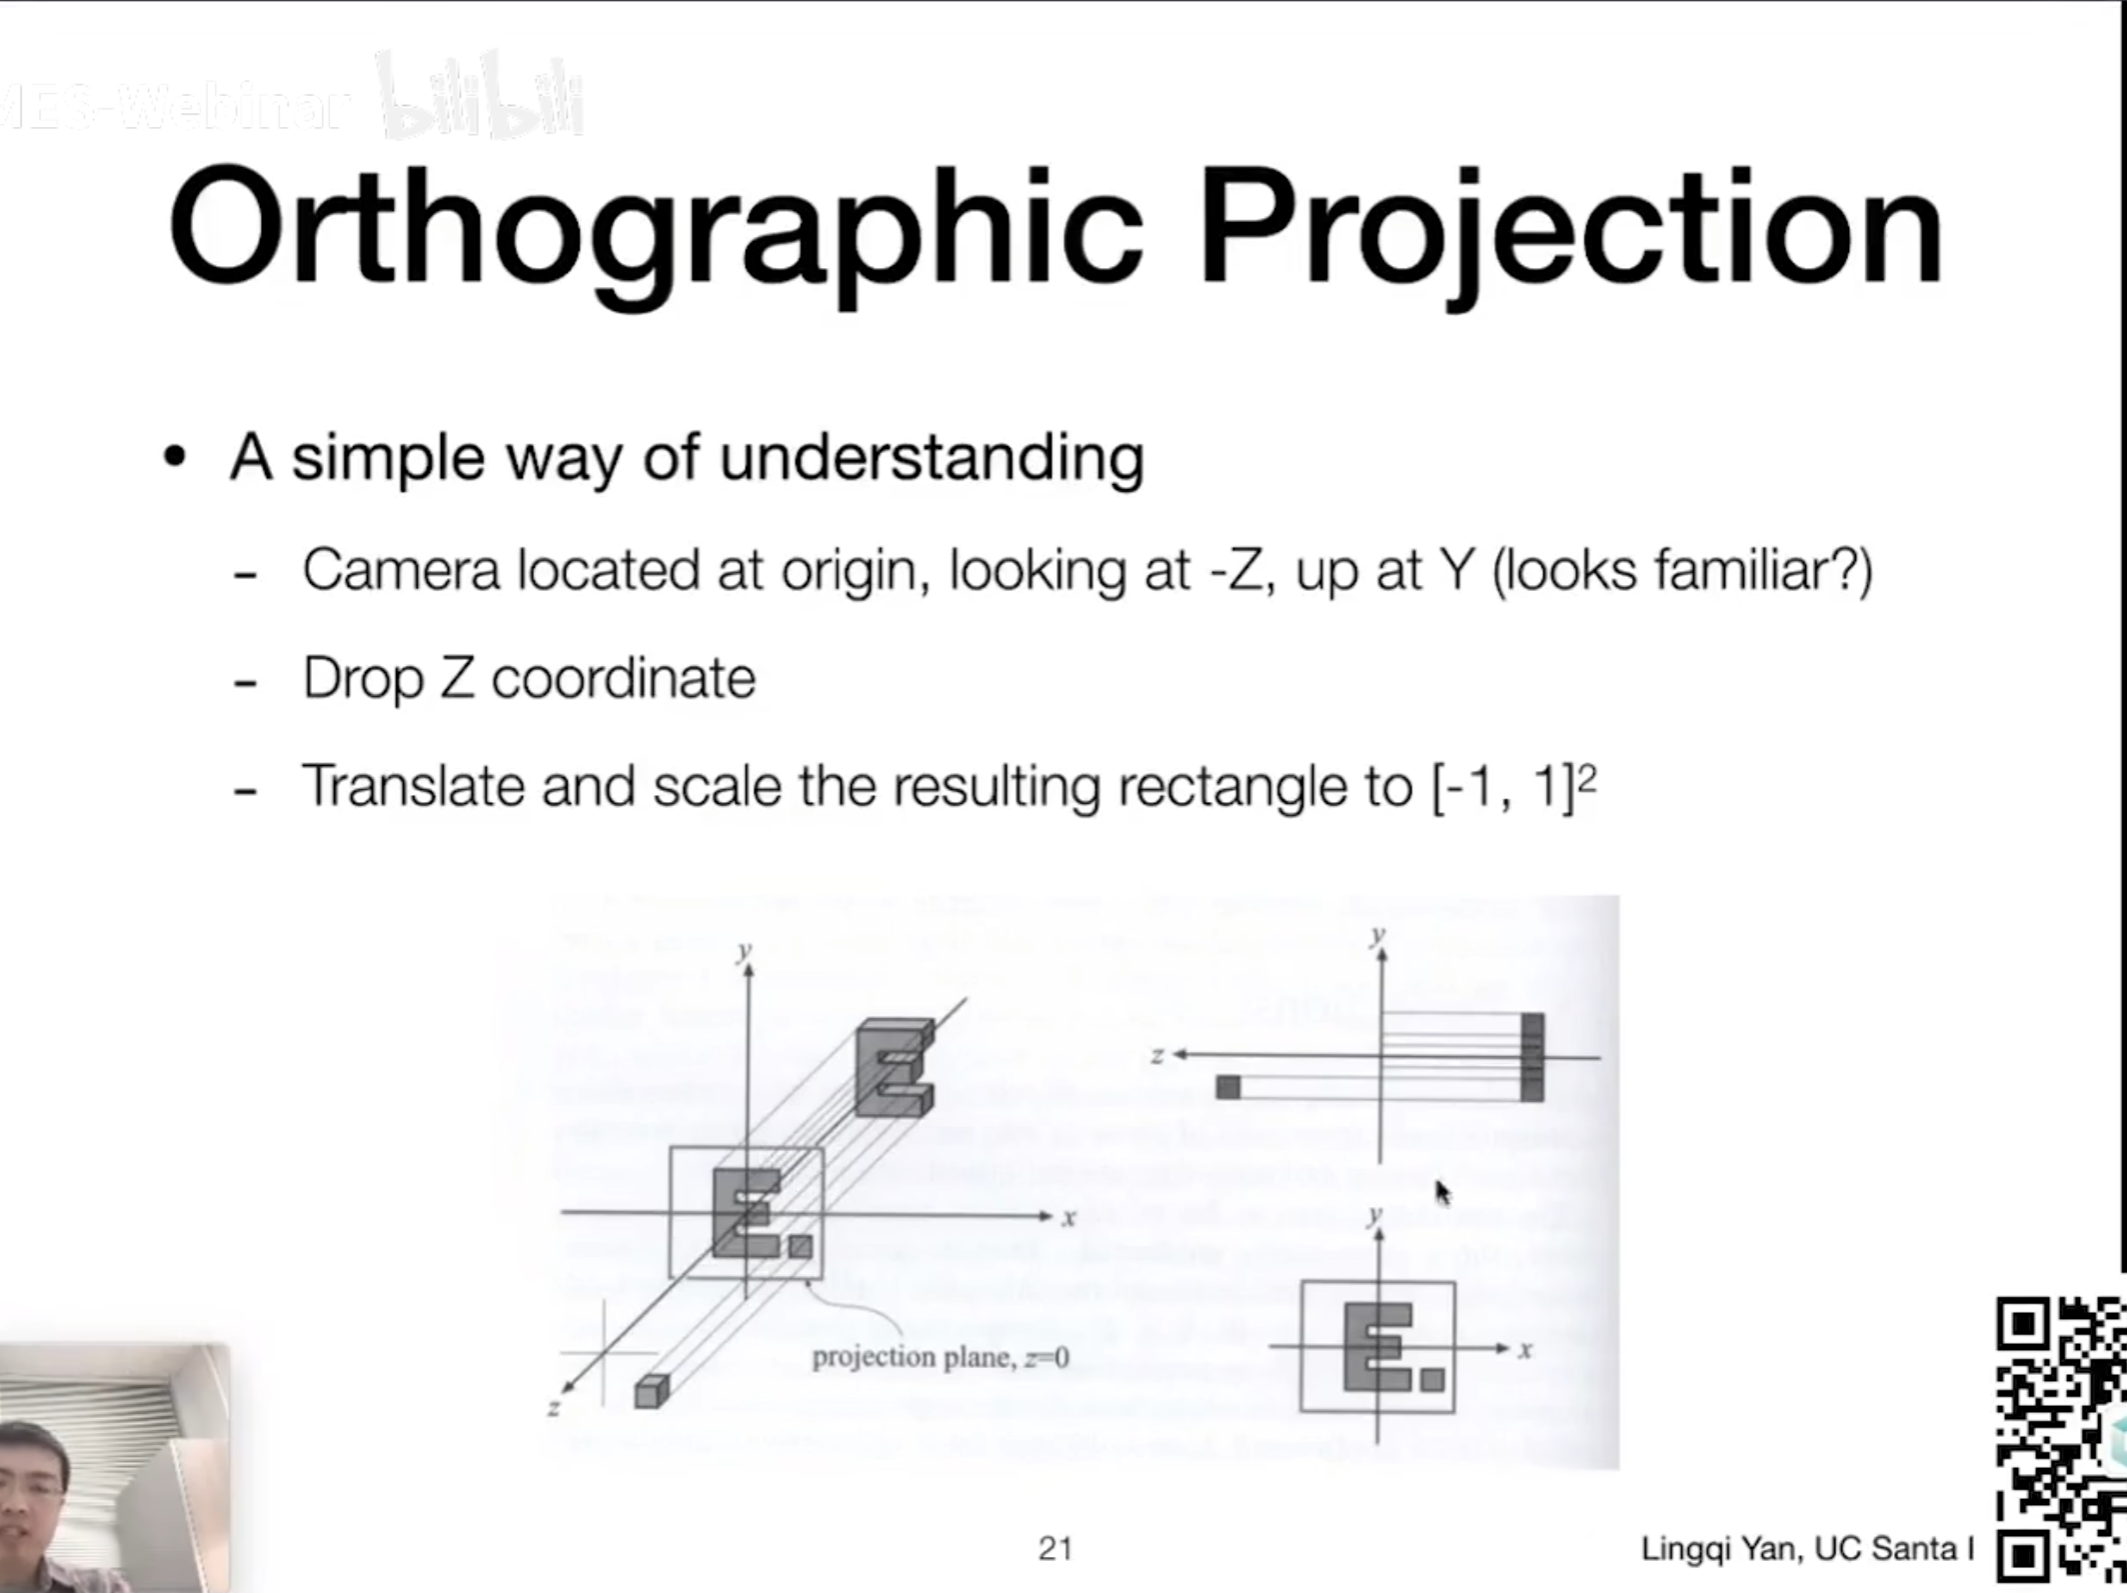 MES-Webinar bilibili
Orthographic Projection
• A simple way of understanding
- Camera located at origin, looking at -Z, up at Y (looks familiar?)
- Drop Z coordinate
- Translate and scale the resulting rectangle to [-1, 1]²
y
y
z
x
y
x
projection plane, z=0
z
21
Lingqi Yan, UC Santa